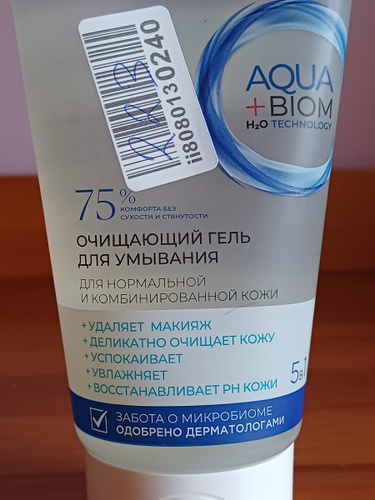 ii8080130240
AQUA
+BIOM
H₂O TECHNOLOGY
75%
КОМФОРТА БЕЗ
СУХОСТИ И СТЯНУТОСТИ
ОЧИЩАЮЩИЙ ГЕЛЬ
ДЛЯ УМЫВАНИЯ
ДЛЯ НОРМАЛЬНОЙ
И КОМБИНИРОВАННОЙ КОЖИ
+УДАЛЯЕТ МАКИЯЖ
+ДЕЛИКАТНО ОЧИЩАЕТ КОЖУ
+УСПОКАИВАЕТ
+УВЛАЖНЯЕТ
+ВОССТАНАВЛИВАЕТ PH КОЖИ
5в1
ЗАБОТА О МИКРОБИОМЕ
ОДОБРЕНО ДЕРМАТОЛОГАМИ